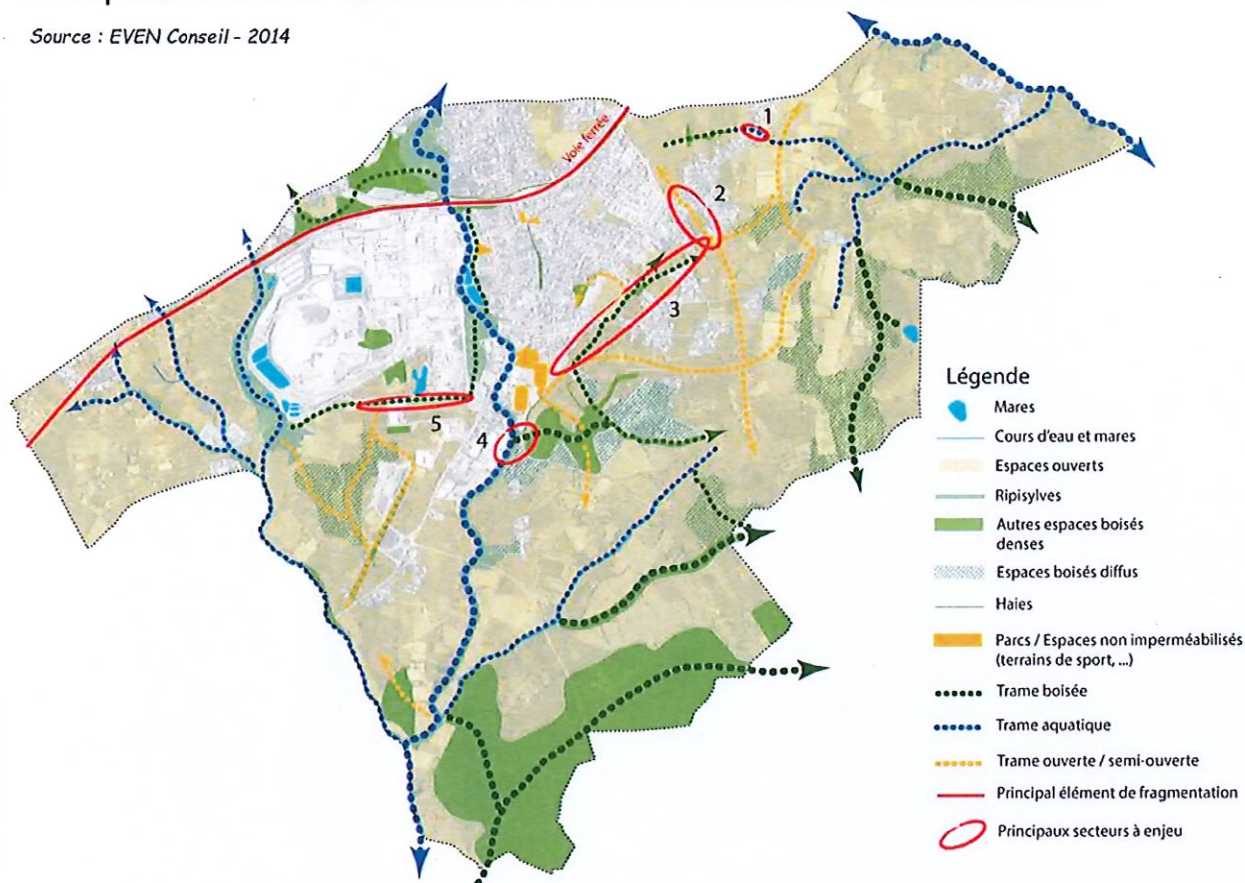 Source : EVEN Conseil - 2014
Voie ferrée
1
2
3
4
5
Légende
Mares
Cours d'eau et mares
Espaces ouverts
Ripisylves
Autres espaces boisés
denses
Espaces boisés diffus
Haies
Parcs / Espaces non imperméabilisés
(terrains de sport, ...)
Trame boisée
Trame aquatique
Trame ouverte / semi-ouverte
Principal élément de fragmentation
Principaux secteurs à enjeu